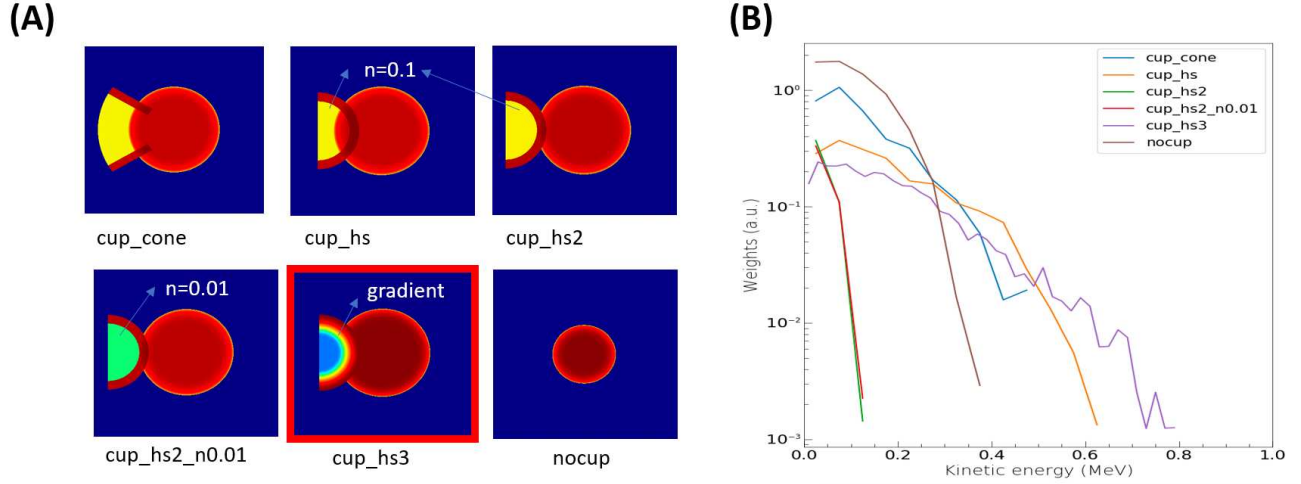 (A)
n=0.1
cup_cone
cup_hs
cup_hs2
n=0.01
gradient
cup_hs2_n0.01
cup_hs3
nocup
(B)
cup_cone
cup_hs
cup_hs2
cup_hs2_n0.01
cup_hs3
nocup
Weights (a.u.)
10⁰
10⁻¹
10⁻²
10⁻³
0.0 0.2 0.4 0.6 0.8 1.0
Kinetic energy (MeV)